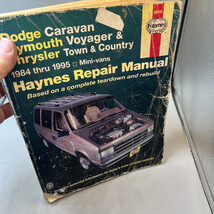 Dodge Caravan
Plymouth Voyager &
Chrysler Town & Country
1984 thru 1995 □ Mini-vans
Haynes Repair Manual
Based on a complete teardown and rebuild
Haynes